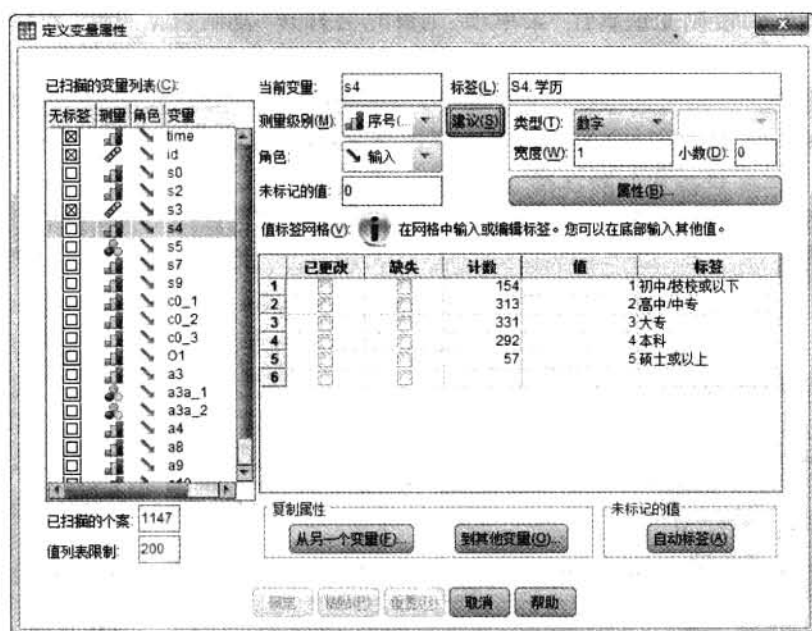 定义变量属性
已扫描的变量列表(C):
无标签 测量 角色 变量
time
id
s0
s2
s3
s4
s5
s7
s9
c0_1
c0_2
c0_3
O1
a3
a3a_1
a3a_2
a4
a8
a9
已扫描的个案: 1147
值列表限制: 200
当前变量: s4 标签(L): S4. 学历
测量级别(M): 序号(... 建议(S) 类型(T): 数字
角色: 输入 宽度(W): 1 小数(D): 0
未标记的值: 0 属性(B)...
值标签网格(V): 在网格中输入或编辑标签。您可以在底部输入其他值。
已更改 缺失 计数 值 标签
1 154 1 初中/技校或以下
2 313 2 高中/中专
3 331 3 大专
4 292 4 本科
5 57 5 硕士或以上
6
复制属性 未标记的值
从另一个变量(F)... 到其他变量(O)... 自动标签(A)
取消 帮助